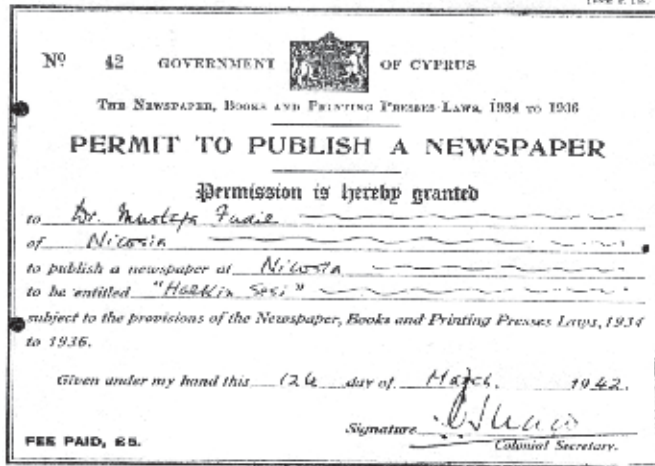 Nº 42 GOVERNMENT OF CYPRUS
THE NEWSPAPER, BOOKS AND PRINTING PRESSES LAWS, 1934 TO 1936
PERMIT TO PUBLISH A NEWSPAPER
Permission is hereby granted
to Dr. Mustafa Fadil
of Nicosia
to publish a newspaper at Nicosia
to be entitled "Halkin Sesi"
subject to the provisions of the Newspaper, Books and Printing Presses Laws, 1934
to 1936.
Given under my hand this day of March. 1942.
Signature
Colonial Secretary.
FEE PAID, £5.